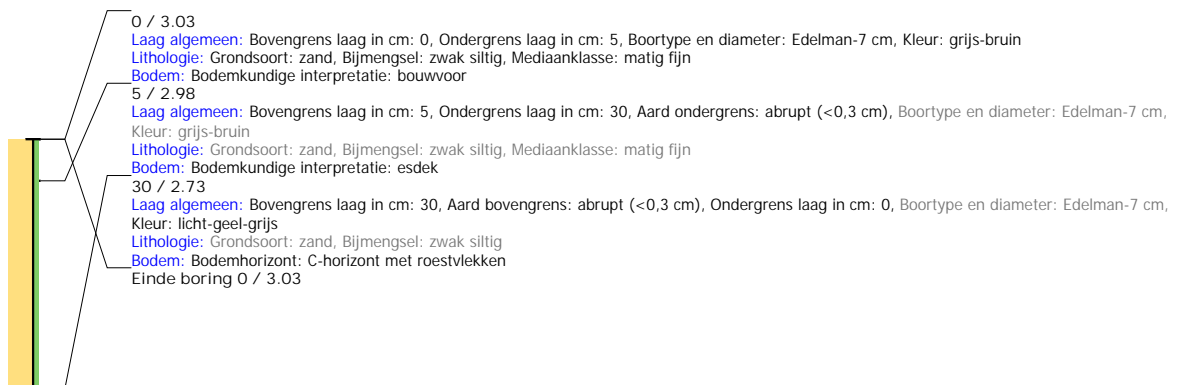 0 / 3.03
Laag algemeen: Bovengrens laag in cm: 0, Ondergrens laag in cm: 5, Boortype en diameter: Edelman-7 cm, Kleur: grijs-bruin
Lithologie: Grondsoort: zand, Bijmengsel: zwak siltig, Mediaanklasse: matig fijn
Bodem: Bodemkundige interpretatie: bouwvoor
5 / 2.98
Laag algemeen: Bovengrens laag in cm: 5, Ondergrens laag in cm: 30, Aard ondergrens: abrupt (<0,3 cm), Boortype en diameter: Edelman-7 cm,
Kleur: grijs-bruin
Lithologie: Grondsoort: zand, Bijmengsel: zwak siltig, Mediaanklasse: matig fijn
Bodem: Bodemkundige interpretatie: esdek
30 / 2.73
Laag algemeen: Bovengrens laag in cm: 30, Aard bovengrens: abrupt (<0,3 cm), Ondergrens laag in cm: 0, Boortype en diameter: Edelman-7 cm,
Kleur: licht-geel-grijs
Lithologie: Grondsoort: zand, Bijmengsel: zwak siltig
Bodem: Bodemhorizont: C-horizont met roestvlekken
Einde boring 0 / 3.03